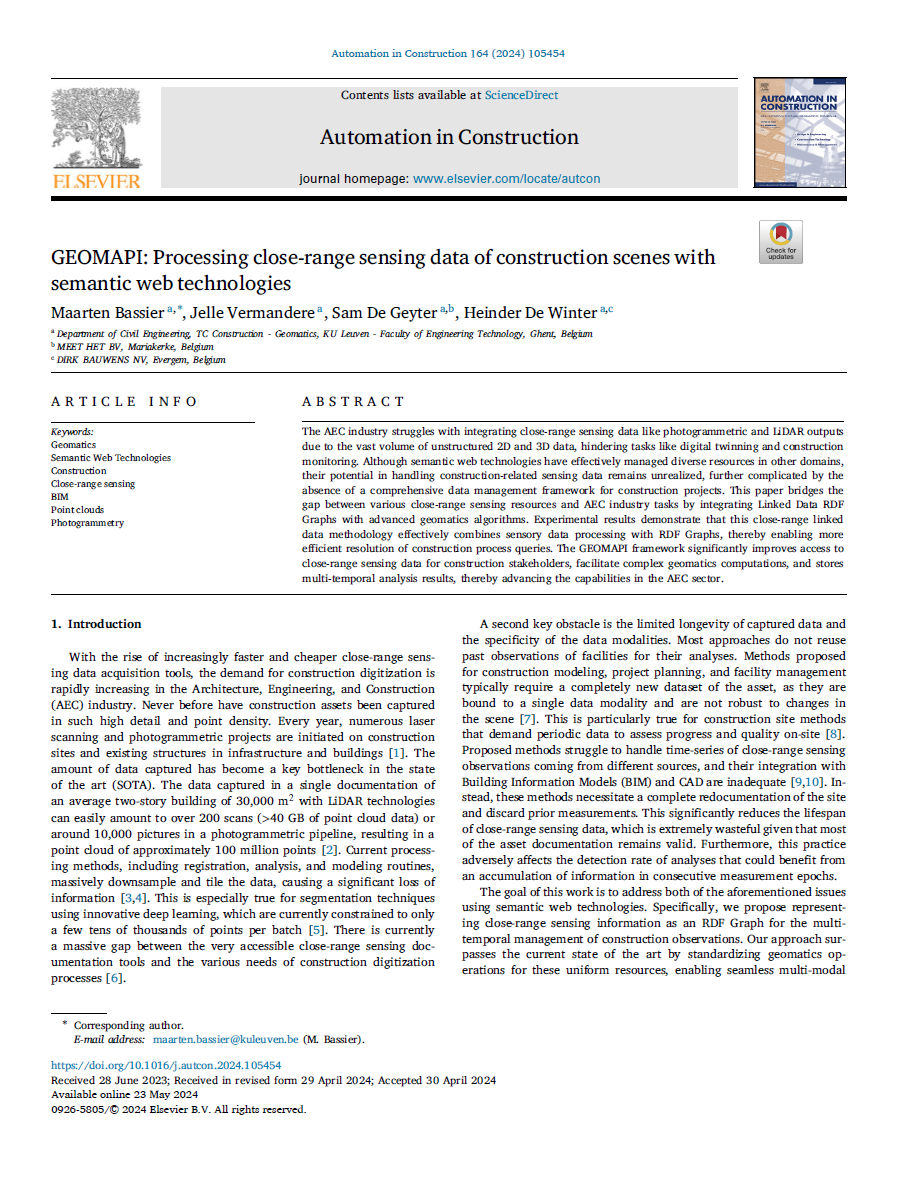 Automation in Construction 164 (2024) 105454
Contents lists available at ScienceDirect
Automation in Construction
journal homepage: www.elsevier.com/locate/autcon
ELSEVIER
AUTOMATION IN
CONSTRUCTION
Check for
updates
GEOMAPI: Processing close-range sensing data of construction scenes with
semantic web technologies
Maarten Bassier a,*, Jelle Vermandere a, Sam De Geyter a,b, Heinder De Winter a,c
a Department of Civil Engineering, TC Construction - Geomatics, KU Leuven - Faculty of Engineering Technology, Ghent, Belgium
b MEET HET BV, Mariakerke, Belgium
c DIRK BAUWENS NV, Evergem, Belgium
ARTICLE INFO
Keywords:
Geomatics
Semantic Web Technologies
Construction
Close-range sensing
BIM
Point clouds
Photogrammetry
ABSTRACT
The AEC industry struggles with integrating close-range sensing data like photogrammetric and LiDAR outputs
due to the vast volume of unstructured 2D and 3D data, hindering tasks like digital twinning and construction
monitoring. Although semantic web technologies have effectively managed diverse resources in other domains,
their potential in handling construction-related sensing data remains unrealized, further complicated by the
absence of a comprehensive data management framework for construction projects. This paper bridges the
gap between various close-range sensing resources and AEC industry tasks by integrating Linked Data RDF
Graphs with advanced geomatics algorithms. Experimental results demonstrate that this close-range linked
data methodology effectively combines sensory data processing with RDF Graphs, thereby enabling more
efficient resolution of construction process queries. The GEOMAPI framework significantly improves access to
close-range sensing data for construction stakeholders, facilitate complex geomatics computations, and stores
multi-temporal analysis results, thereby advancing the capabilities in the AEC sector.
1. Introduction
With the rise of increasingly faster and cheaper close-range sens-
ing data acquisition tools, the demand for construction digitization is
rapidly increasing in the Architecture, Engineering, and Construction
(AEC) industry. Never before have construction assets been captured
in such high detail and point density. Every year, numerous laser
scanning and photogrammetric projects are initiated on construction
sites and existing structures in infrastructure and buildings [1]. The
amount of data captured has become a key bottleneck in the state
of the art (SOTA). The data captured in a single documentation of
an average two-story building of 30,000 m2 with LiDAR technologies
can easily amount to over 200 scans (>40 GB of point cloud data) or
around 10,000 pictures in a photogrammetric pipeline, resulting in a
point cloud of approximately 100 million points [2]. Current process-
ing methods, including registration, analysis, and modeling routines,
massively downsample and tile the data, causing a significant loss of
information [3,4]. This is especially true for segmentation techniques
using innovative deep learning, which are currently constrained to only
a few tens of thousands of points per batch [5]. There is currently
a massive gap between the very accessible close-range sensing doc-
umentation tools and the various needs of construction digitization
processes [6].
A second key obstacle is the limited longevity of captured data and
the specificity of the data modalities. Most approaches do not reuse
past observations of facilities for their analyses. Methods proposed
for construction modeling, project planning, and facility management
typically require a completely new dataset of the asset, as they are
bound to a single data modality and are not robust to changes in
the scene [7]. This is particularly true for construction site methods
that demand periodic data to assess progress and quality on-site [8].
Proposed methods struggle to handle time-series of close-range sensing
observations coming from different sources, and their integration with
Building Information Models (BIM) and CAD are inadequate [9,10]. In-
stead, these methods necessitate a complete redocumentation of the site
and discard prior measurements. This significantly reduces the lifespan
of close-range sensing data, which is extremely wasteful given that most
of the asset documentation remains valid. Furthermore, this practice
adversely affects the detection rate of analyses that could benefit from
an accumulation of information in consecutive measurement epochs.
The goal of this work is to address both of the aforementioned issues
using semantic web technologies. Specifically, we propose represent-
ing close-range sensing information as an RDF Graph for the multi-
temporal management of construction observations. Our approach sur-
passes the current state of the art by standardizing geomatics op-
erations for these uniform resources, enabling seamless multi-modal
* Corresponding author.
E-mail address: maarten.bassier@kuleuven.be (M. Bassier).
https://doi.org/10.1016/j.autcon.2024.105454
Received 28 June 2023; Received in revised form 29 April 2024; Accepted 30 April 2024
Available online 23 May 2024
0926-5805/© 2024 Elsevier B.V. All rights reserved.